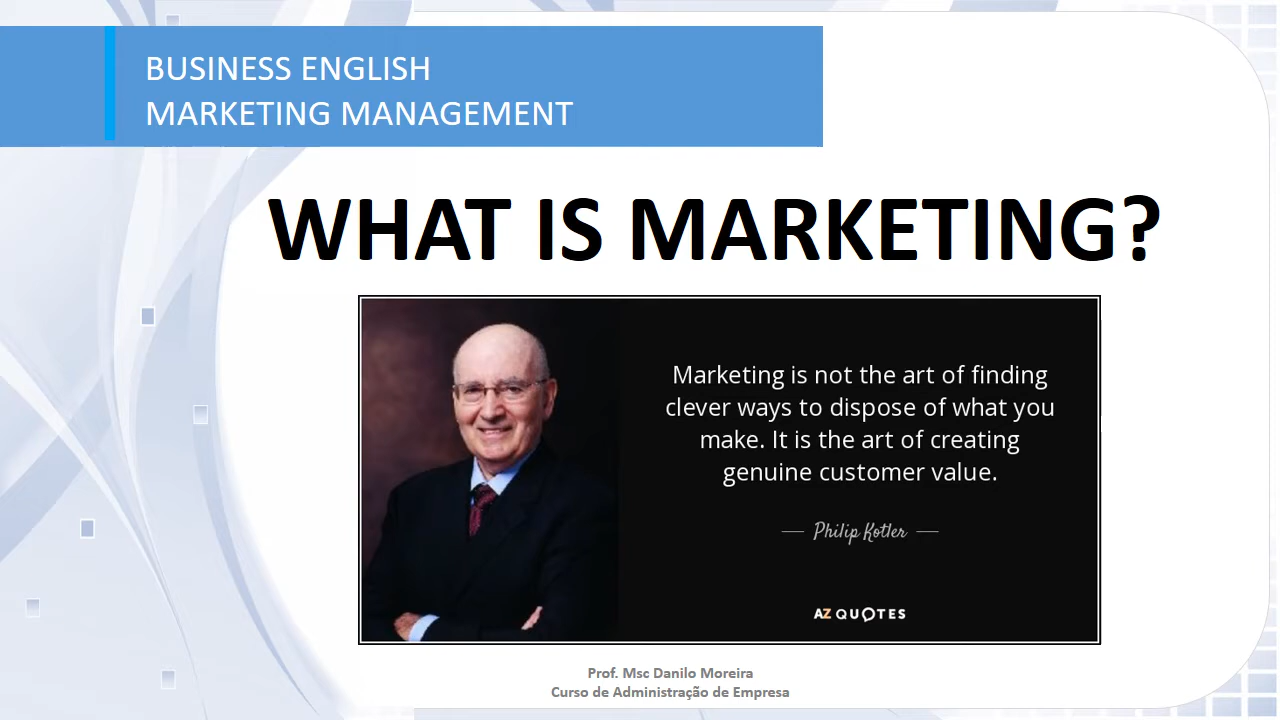 BUSINESS ENGLISH
MARKETING MANAGEMENT
WHAT IS MARKETING?
Marketing is not the art of finding
clever ways to dispose of what you
make. It is the art of creating
genuine customer value.
Philip Kotler
AZ QUOTES
Prof. Msc Danilo Moreira
Curso de Administração de Empresa